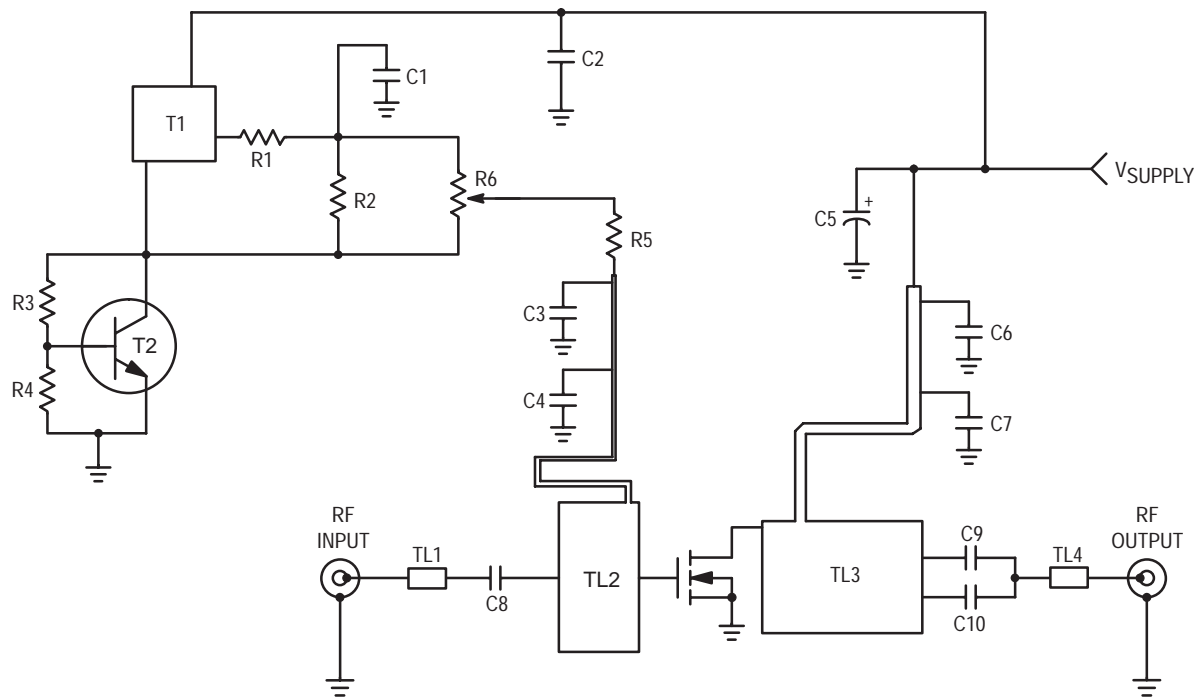 C2
C1
T1
R1
R2
R6
V_SUPPLY
C5
+
R5
R3
T2
R4
C3
C4
C6
C7
RF
INPUT
TL1
C8
TL2
TL3
C9
C10
TL4
RF
OUTPUT